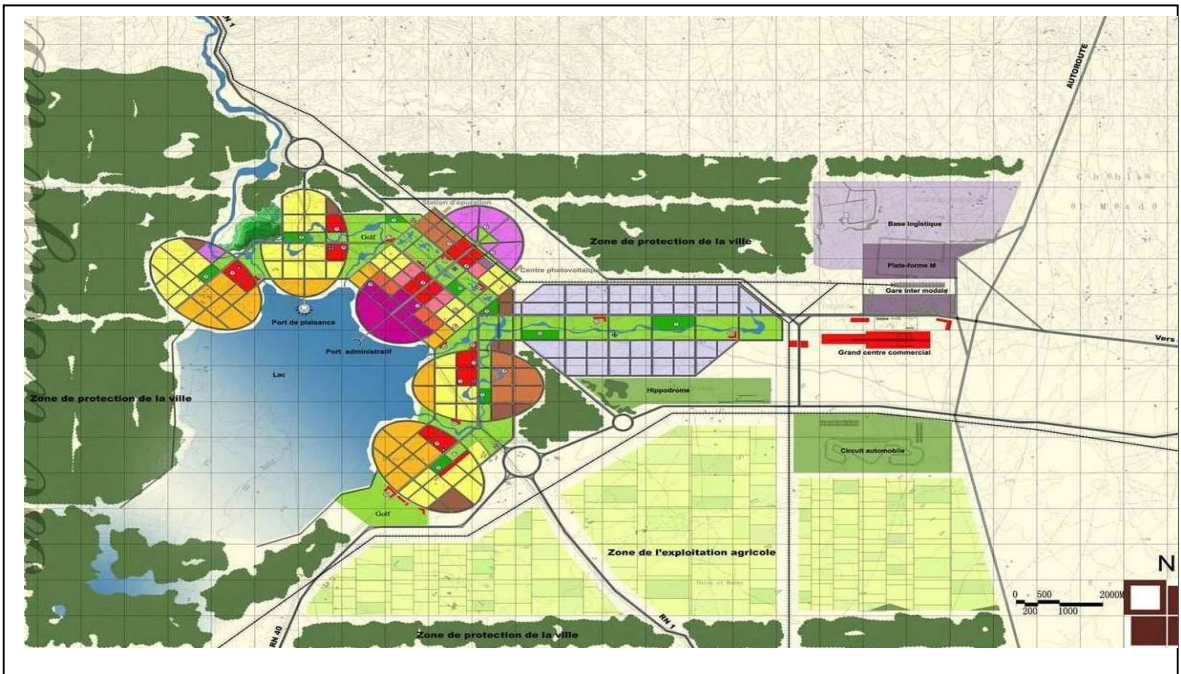 RN 1
AUTOROUTE
Station d'épuration
Golf
Zone de protection de la ville
Base logistique
Centre photovoltaïque
Plate-forme M
Gare inter modale
Port de plaisance
Port administratif
Grand centre commercial
Vers
Lac
Zone de protection de la ville
Hippodrome
Circuit automobile
Golf
Zone de l'exploitation agricole
N
0 500 2000M
200 1000
RN 40
Zone de protection de la ville
RN 1